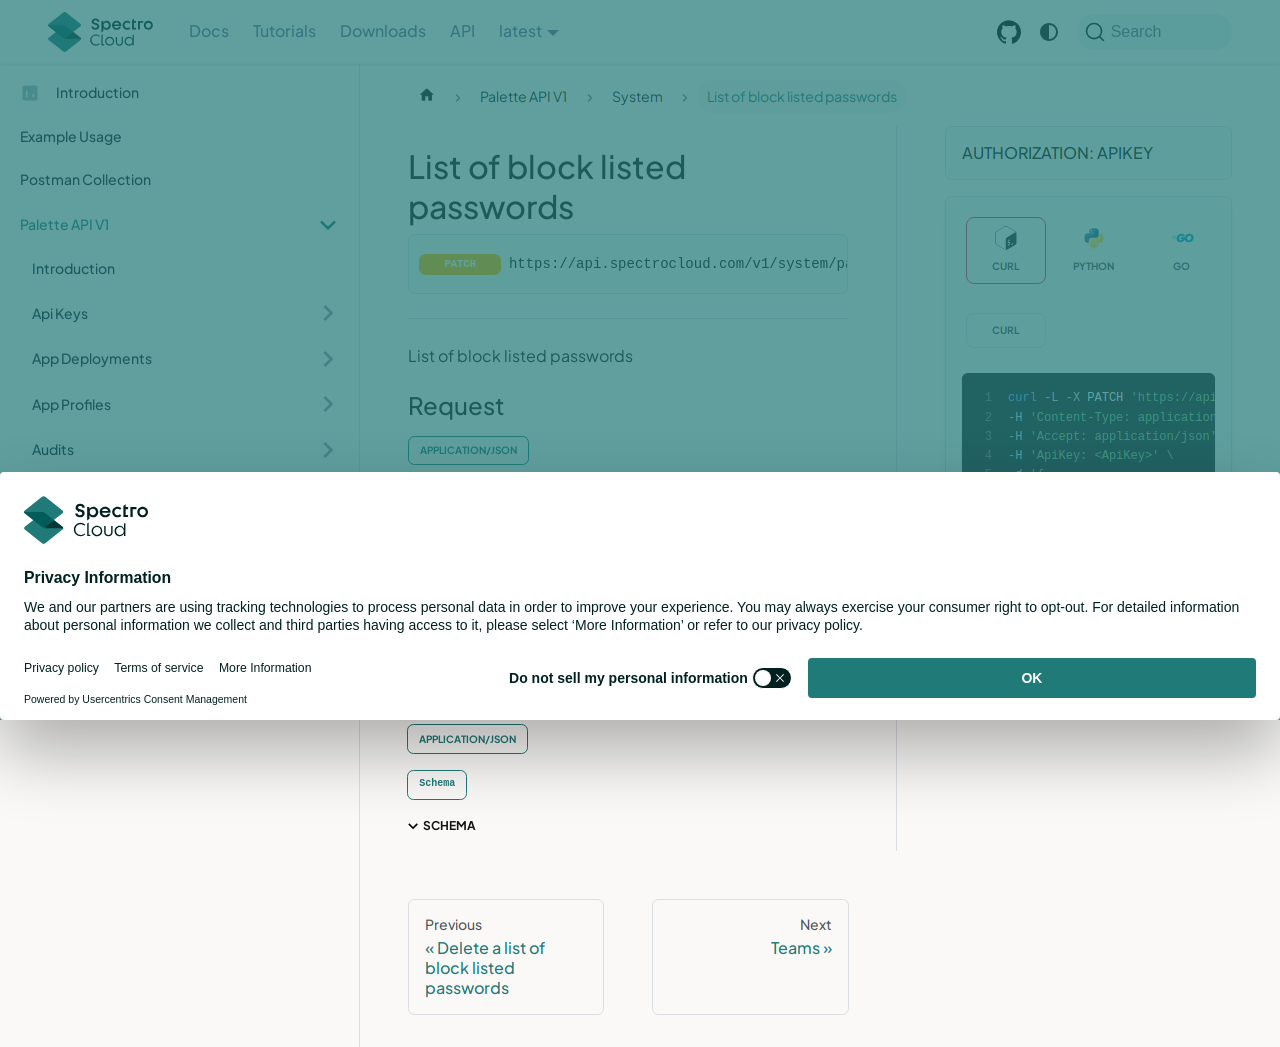 Spectro Cloud
Docs
Tutorials
Downloads
API
latest
Search
Introduction
Example Usage
Postman Collection
Palette API V1
Introduction
Api Keys
App Deployments
App Profiles
Audits
Palette API V1
System
List of block listed passwords
List of block listed
passwords
PATCH https://api.spectrocloud.com/v1/system/pa
List of block listed passwords
Request
APPLICATION/JSON
AUTHORIZATION: APIKEY
CURL
PYTHON
GO
CURL
1 curl -L -X PATCH 'https://api
2 -H 'Content-Type: application
3 -H 'Accept: application/json'
4 -H 'ApiKey: <ApiKey>' \
Spectro
Cloud
Privacy Information
We and our partners are using tracking technologies to process personal data in order to improve your experience. You may always exercise your consumer right to opt-out. For detailed information
about personal information we collect and third parties having access to it, please select ‘More Information’ or refer to our privacy policy.
Privacy policy
Terms of service
More Information
Do not sell my personal information
OK
Powered by Usercentrics Consent Management
APPLICATION/JSON
Schema
SCHEMA
Previous
« Delete a list of
block listed
passwords
Next
Teams »